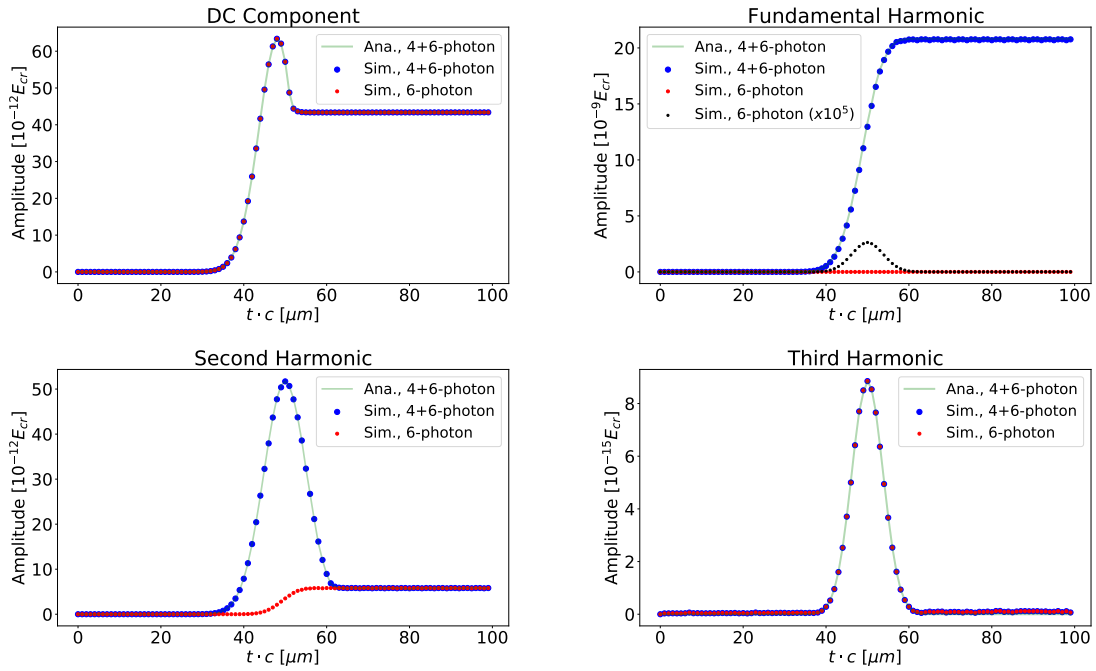 DC Component
Amplitude [10⁻¹²E_cr]
60
50
40
30
20
10
0
Ana., 4+6-photon
Sim., 4+6-photon
Sim., 6-photon
0 20 40 60 80 100
t · c [μm]
Fundamental Harmonic
Amplitude [10⁻⁹E_cr]
20
15
10
5
0
Ana., 4+6-photon
Sim., 4+6-photon
Sim., 6-photon
Sim., 6-photon (x10⁵)
0 20 40 60 80 100
t · c [μm]
Second Harmonic
Amplitude [10⁻¹²E_cr]
50
40
30
20
10
0
Ana., 4+6-photon
Sim., 4+6-photon
Sim., 6-photon
0 20 40 60 80 100
t · c [μm]
Third Harmonic
Amplitude [10⁻¹⁵E_cr]
8
6
4
2
0
Ana., 4+6-photon
Sim., 4+6-photon
Sim., 6-photon
0 20 40 60 80 100
t · c [μm]